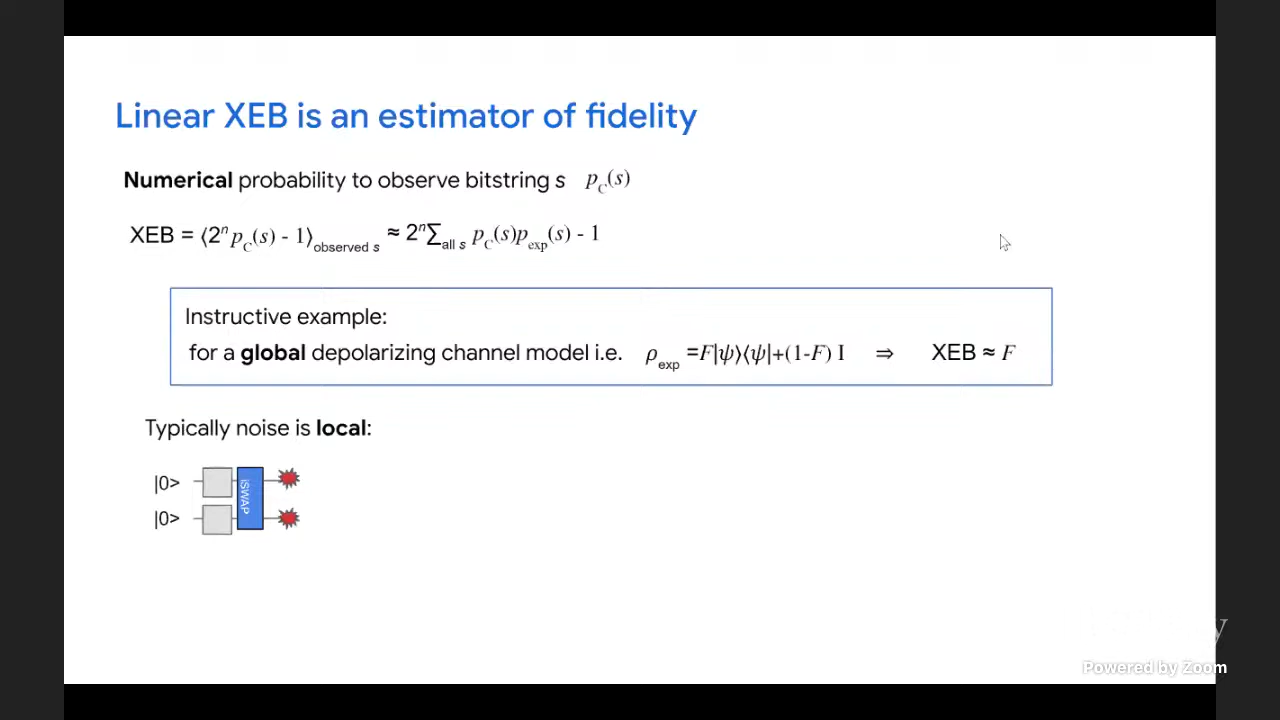 Linear XEB is an estimator of fidelity
Numerical probability to observe bitstring s p_C(s)
XEB = ⟨2^n p_C(s) - 1⟩_observed s ≈ 2^n ∑_all s p_C(s)p_exp(s) - 1
Instructive example:
for a global depolarizing channel model i.e. ρ_exp =F|ψ⟩⟨ψ|+(1-F) I ⇒ XEB ≈ F
Typically noise is local:
|0>
iSWAP
|0>
Powered by Zoom